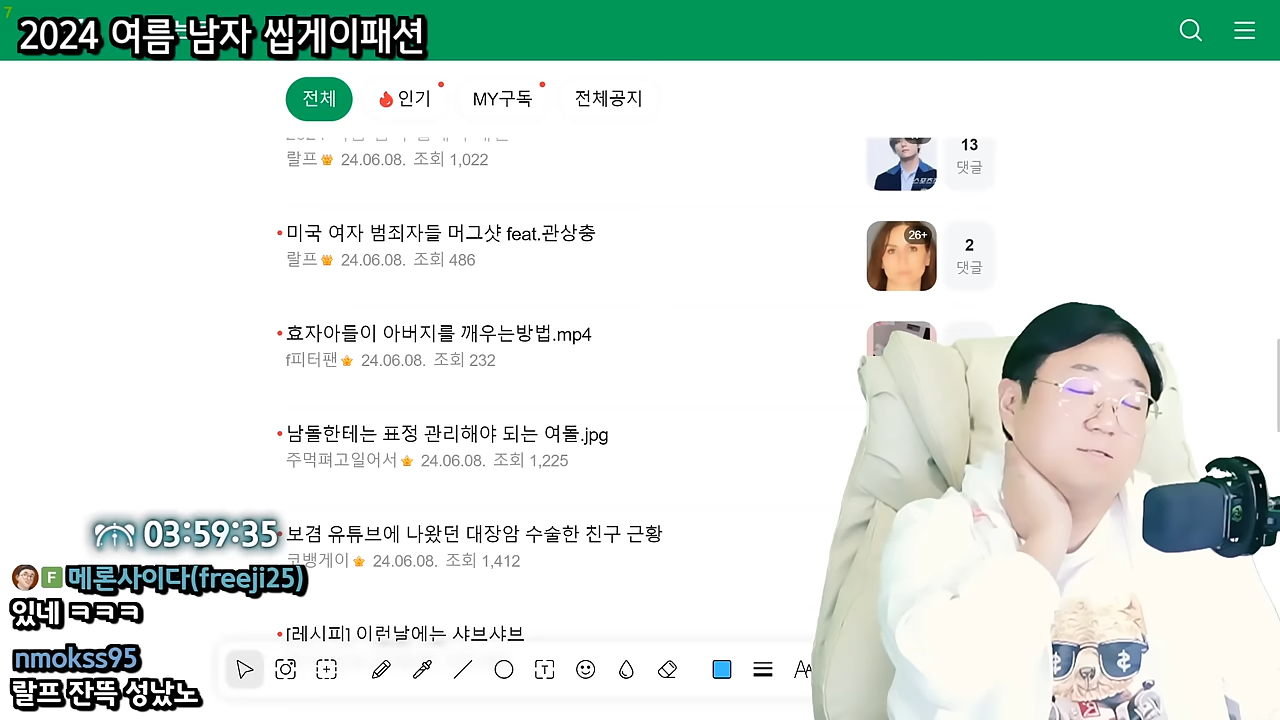 7
2024 여름 남자 씹게이패션
전체
인기
MY구독
전체공지
랄프 24.06.08. 조회 1,022
13
댓글
미국 여자 범죄자들 머그샷 feat.관상충
랄프 24.06.08. 조회 486
26+
2
댓글
효자아들이 아버지를 깨우는방법.mp4
f피터팬 24.06.08. 조회 232
남돌한테는 표정 관리해야 되는 여돌.jpg
주먹펴고일어서 24.06.08. 조회 1,225
보겸 유튜브에 나왔던 대장암 수술한 친구 근황
코뱅게이 24.06.08. 조회 1,412
[레시피] 이런날에는 샤브샤브
03:59:35
F 메론사이다(freeji25)
있네 ㅋㅋㅋ
nmokss95
랄프 잔뜩 성났노
T